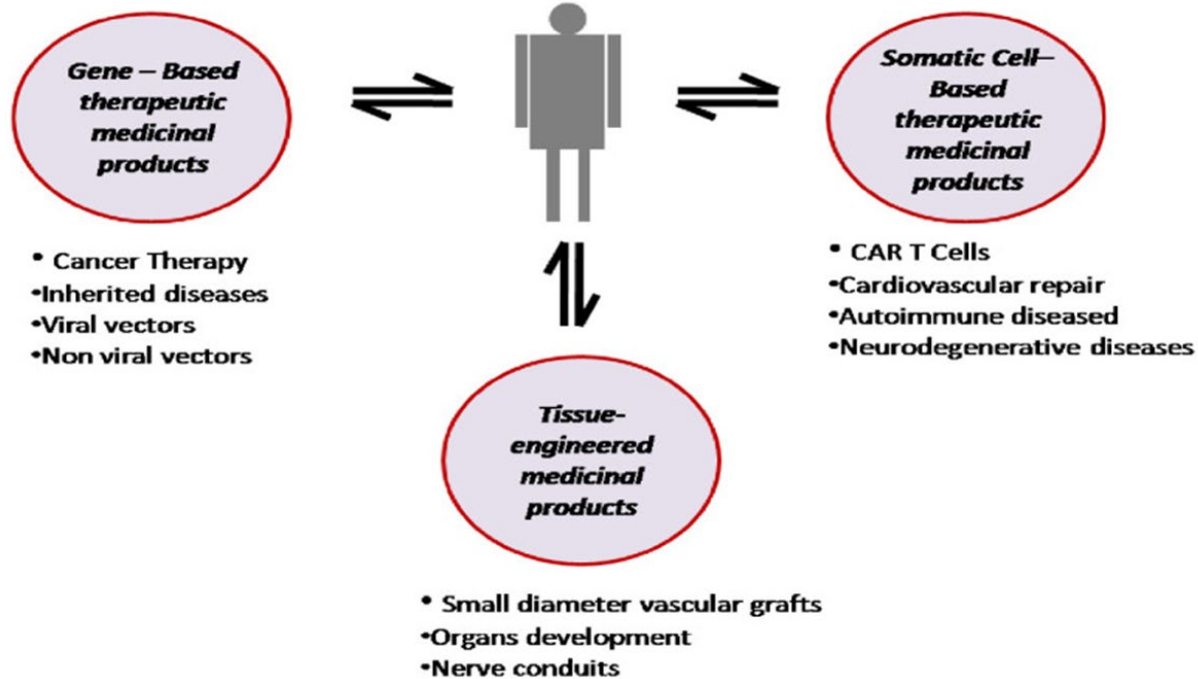 Gene – Based
therapeutic
medicinal
products
• Cancer Therapy
•Inherited diseases
•Viral vectors
•Non viral vectors
Somatic Cell–
Based
therapeutic
medicinal
products
• CAR T Cells
•Cardiovascular repair
•Autoimmune diseased
•Neurodegenerative diseases
Tissue-
engineered
medicinal
products
• Small diameter vascular grafts
•Organs development
•Nerve conduits